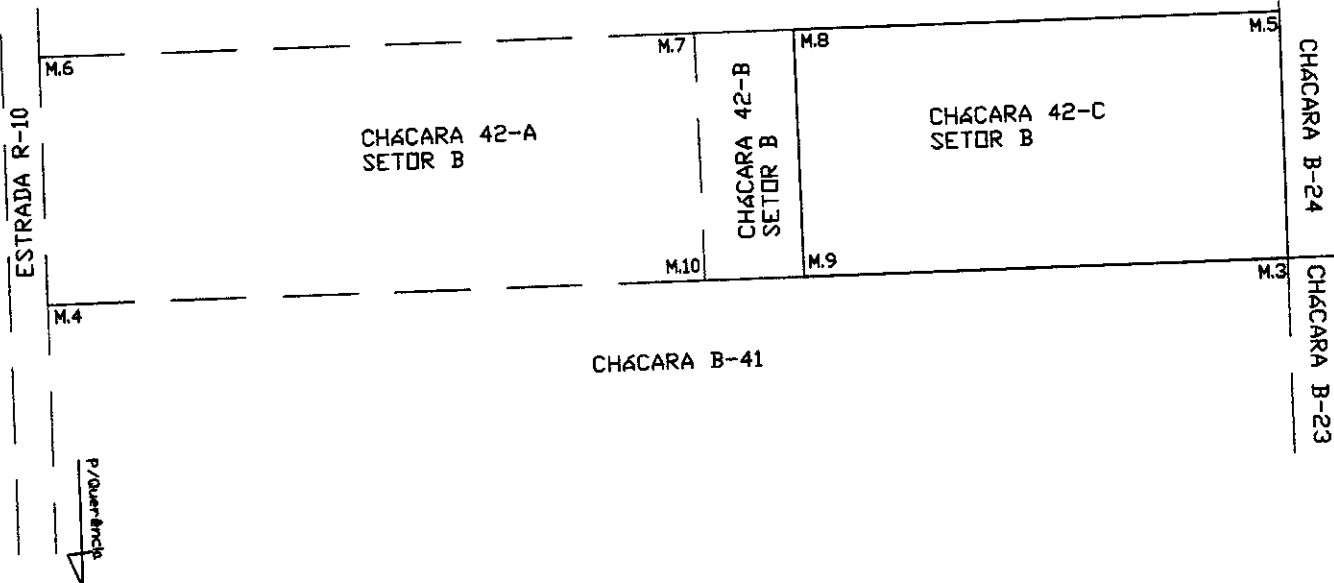 M.6
M.7
M.8
M.5
ESTRADA R-10
CHÁCARA 42-A
SETOR B
CHÁCARA 42-B
SETOR B
CHÁCARA 42-C
SETOR B
CHÁCARA B-24
M.10
M.9
M.3
M.4
CHÁCARA B-41
CHÁCARA B-23
P/Querência